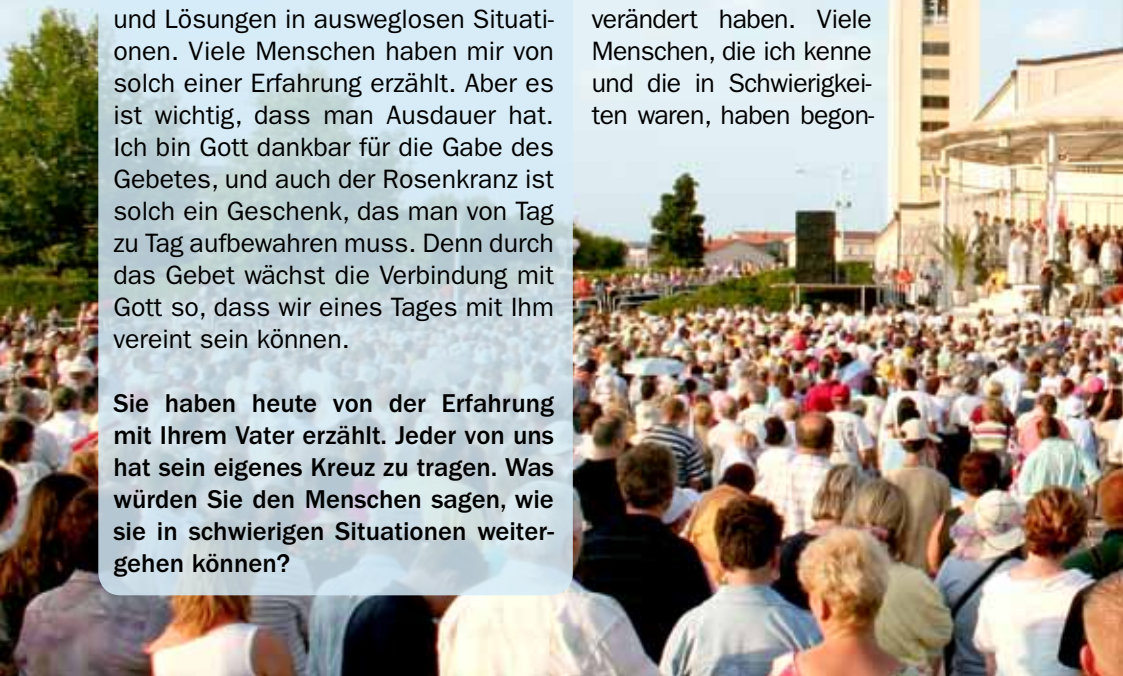 und Lösungen in ausweglosen Situati-
onen. Viele Menschen haben mir von
solch einer Erfahrung erzählt. Aber es
ist wichtig, dass man Ausdauer hat.
Ich bin Gott dankbar für die Gabe des
Gebetes, und auch der Rosenkranz ist
solch ein Geschenk, das man von Tag
zu Tag aufbewahren muss. Denn durch
das Gebet wächst die Verbindung mit
Gott so, dass wir eines Tages mit Ihm
vereint sein können.

Sie haben heute von der Erfahrung
mit Ihrem Vater erzählt. Jeder von uns
hat sein eigenes Kreuz zu tragen. Was
würden Sie den Menschen sagen, wie
sie in schwierigen Situationen weiter-
gehen können?

verändert haben. Viele
Menschen, die ich kenne
und die in Schwierigkei-
ten waren, haben begon-